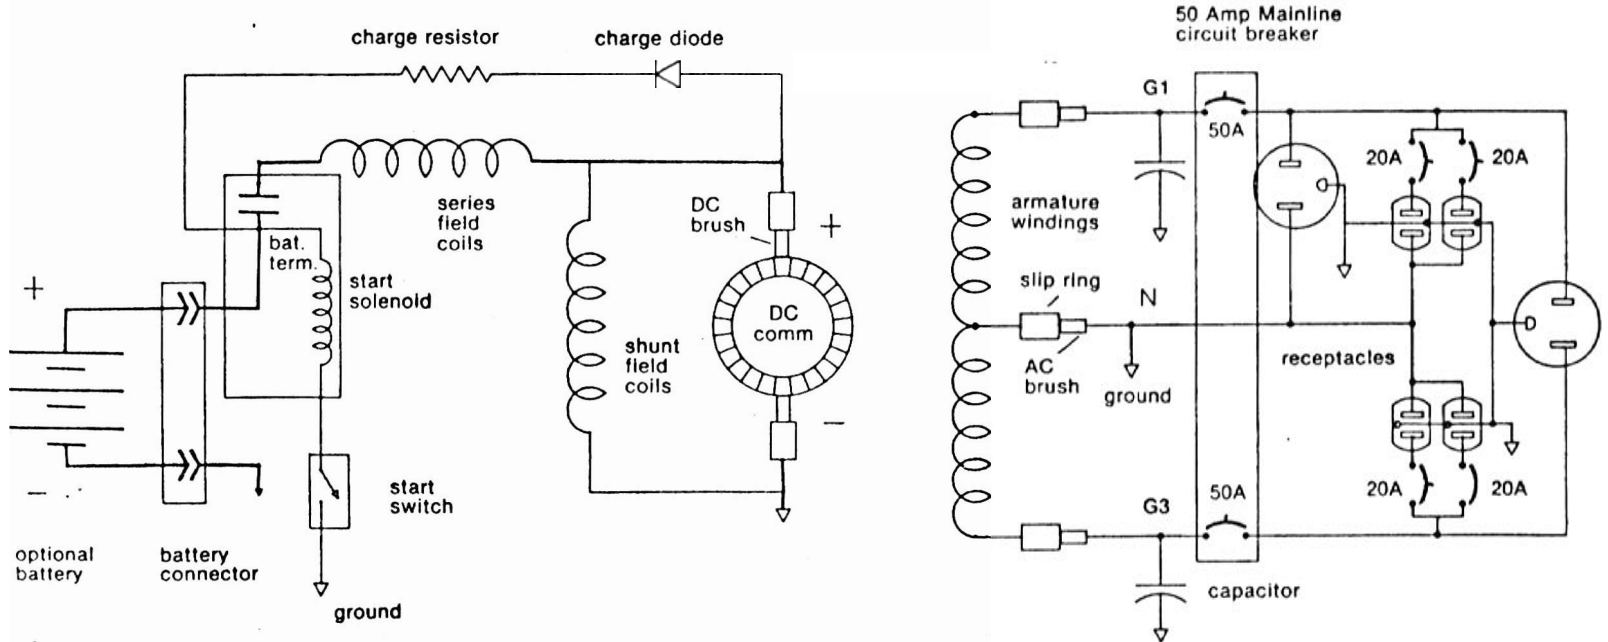 50 Amp Mainline
circuit breaker
charge resistor
charge diode
G1
50A
20A
20A
series
field
coils
DC
brush
+
armature
windings
bat.
term.
start
solenoid
+
slip ring
N
DC
comm
shunt
field
coils
AC
brush
ground
receptacles
−
−
start
switch
G3
50A
20A
20A
optional
battery
battery
connector
ground
capacitor